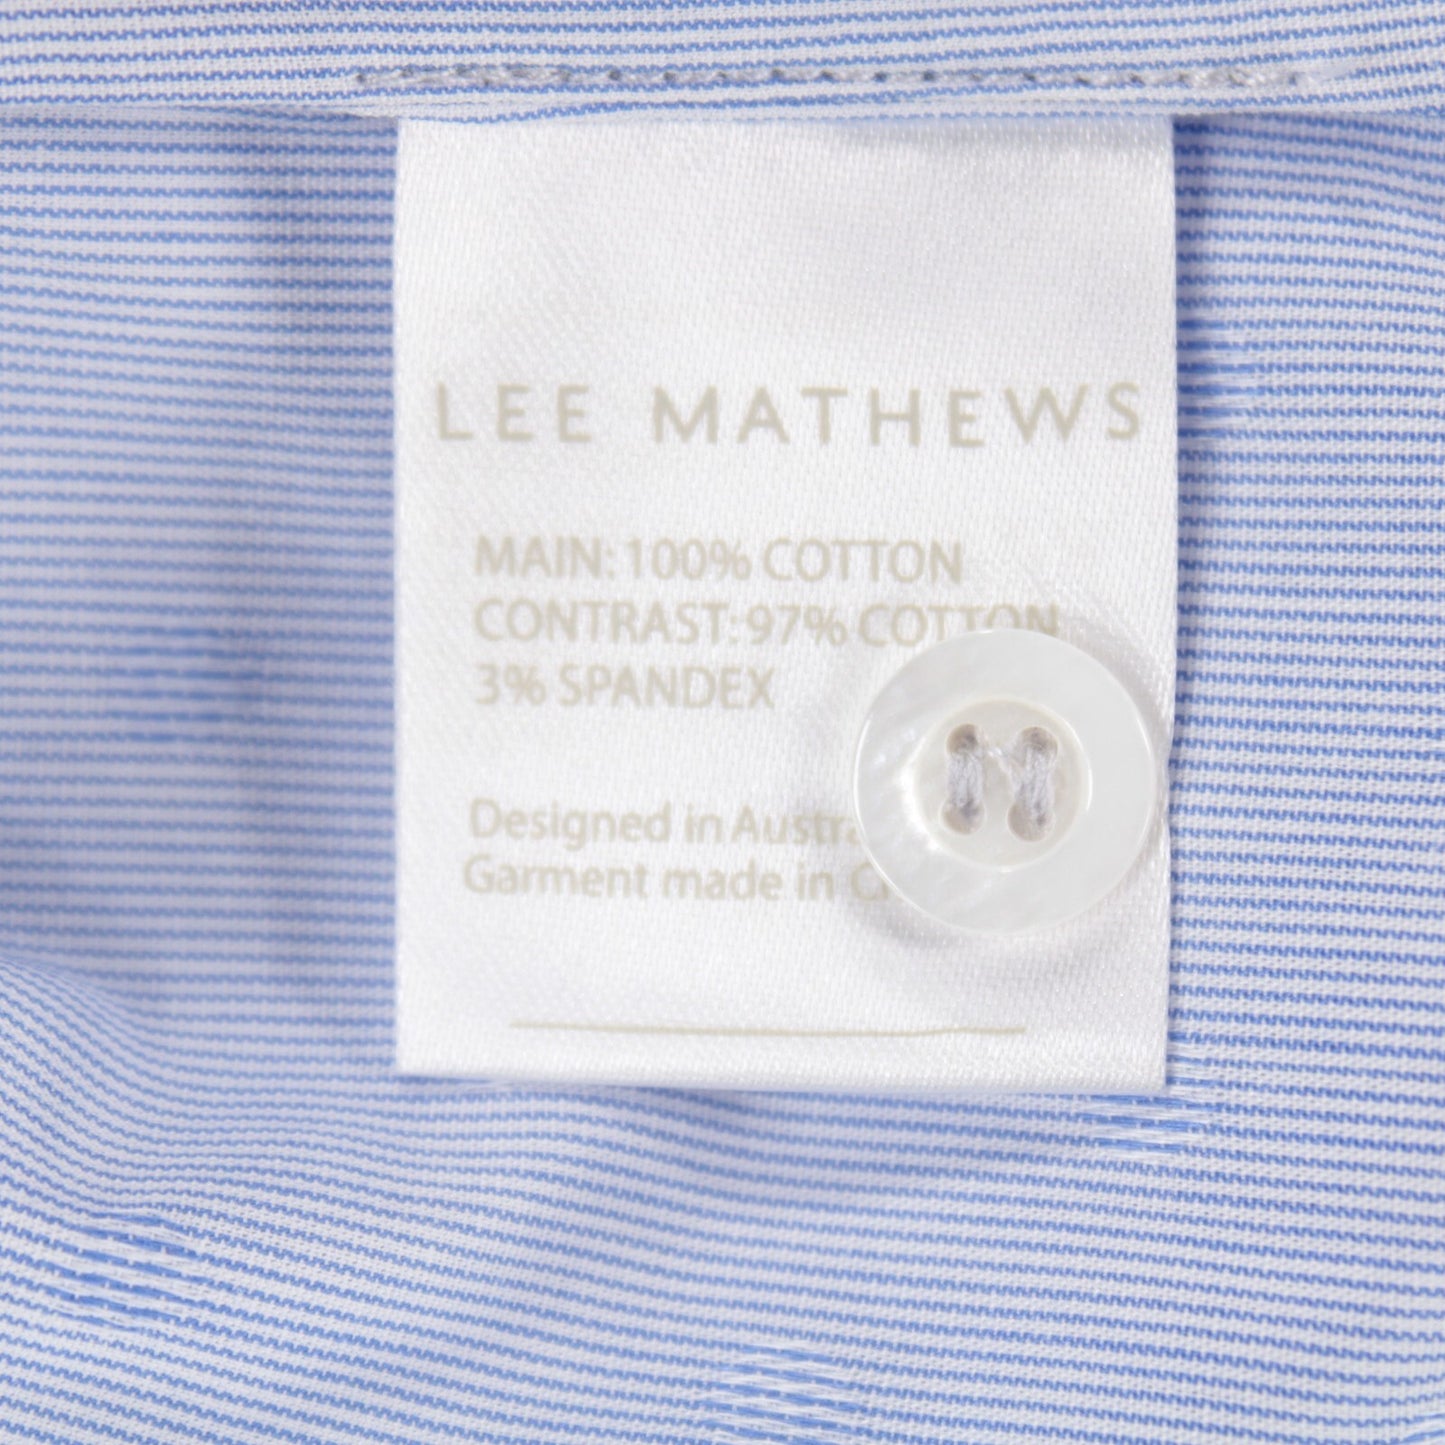 LEE MATHEWS
MAIN: 100% COTTON
CONTRAST: 97% COTTON
3% SPANDEX
Designed in
Garment made in